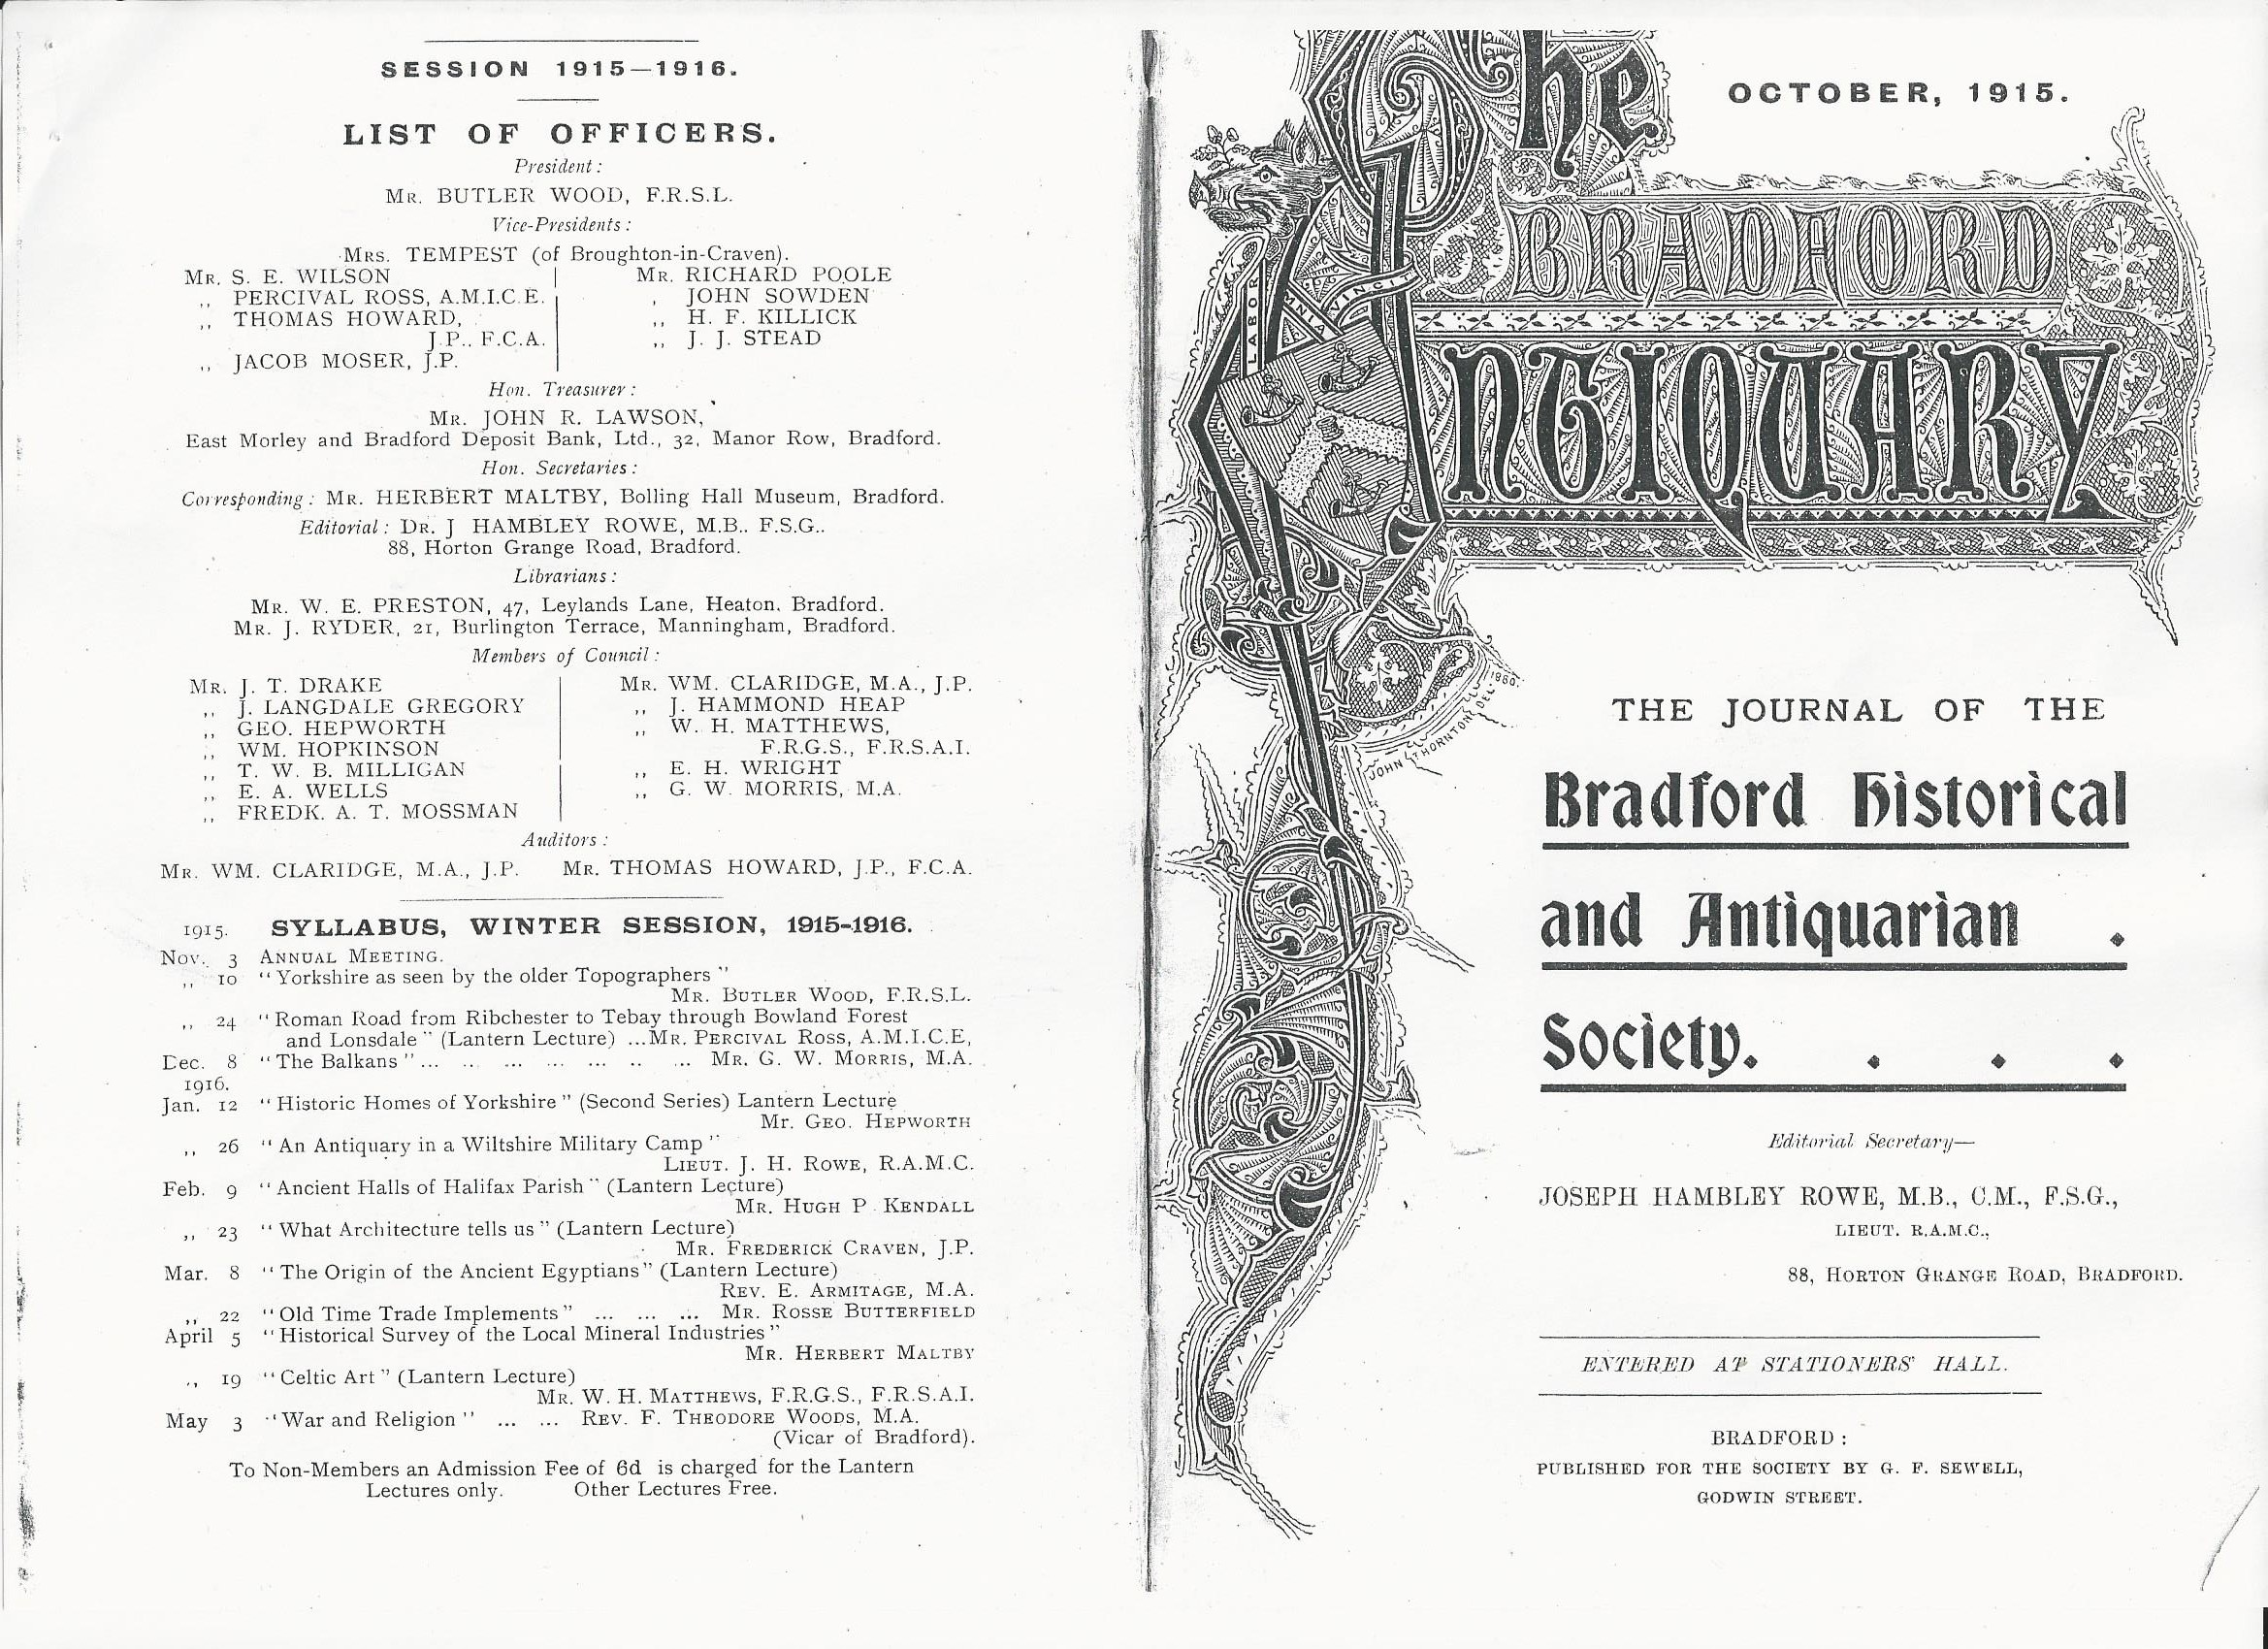 SESSION 1915—1916.
LIST OF OFFICERS.
President:
MR. BUTLER WOOD, F.R.S.L.
Vice-Presidents:
MRS. TEMPEST (of Broughton-in-Craven).
MR. S. E. WILSON
,, PERCIVAL ROSS, A.M.I.C.E.
,, THOMAS HOWARD,
J.P., F.C.A.
,, JACOB MOSER, J.P.
MR. RICHARD POOLE
, JOHN SOWDEN
,, H. F. KILLICK
,, J. J. STEAD
Hon. Treasurer:
MR. JOHN R. LAWSON,
East Morley and Bradford Deposit Bank, Ltd., 32, Manor Row, Bradford.
Hon. Secretaries:
Corresponding: MR. HERBERT MALTBY, Bolling Hall Museum, Bradford.
Editorial: DR. J HAMBLEY ROWE, M.B.. F.S.G..
88, Horton Grange Road, Bradford.
Librarians:
MR. W. E. PRESTON, 47, Leylands Lane, Heaton. Bradford.
MR. J. RYDER, 21, Burlington Terrace, Manningham, Bradford.
Members of Council:
MR. J. T. DRAKE
,, J. LANGDALE GREGORY
,, GEO. HEPWORTH
,, WM. HOPKINSON
,, T. W. B. MILLIGAN
,, E. A. WELLS
,, FREDK. A. T. MOSSMAN
MR. WM. CLARIDGE, M.A., J.P.
,, J. HAMMOND HEAP
,, W. H. MATTHEWS,
F.R.G.S., F.R.S.A.I.
,, E. H. WRIGHT
,, G. W. MORRIS, M.A.
Auditors:
MR. WM. CLARIDGE, M.A., J.P. MR. THOMAS HOWARD, J.P., F.C.A.
1915. SYLLABUS, WINTER SESSION, 1915-1916.
Nov. 3 ANNUAL MEETING.
,, 10 "Yorkshire as seen by the older Topographers"
MR. BUTLER WOOD, F.R.S.L.
,, 24 "Roman Road from Ribchester to Tebay through Bowland Forest
and Lonsdale" (Lantern Lecture) ...MR. PERCIVAL ROSS, A.M.I.C.E,
Dec. 8 "The Balkans"... .. ... ... ... .. ... MR. G. W. MORRIS, M.A.
1916.
Jan. 12 "Historic Homes of Yorkshire" (Second Series) Lantern Lecture
Mr. GEO. HEPWORTH
,, 26 "An Antiquary in a Wiltshire Military Camp"
LIEUT. J. H. ROWE, R.A.M.C.
Feb. 9 "Ancient Halls of Halifax Parish" (Lantern Lecture)
MR. HUGH P. KENDALL
,, 23 "What Architecture tells us" (Lantern Lecture)
MR. FREDERICK CRAVEN, J.P.
Mar. 8 "The Origin of the Ancient Egyptians" (Lantern Lecture)
REV. E. ARMITAGE, M.A.
,, 22 "Old Time Trade Implements" ... ... ... MR. ROSSE BUTTERFIELD
April 5 "Historical Survey of the Local Mineral Industries"
MR. HERBERT MALTBY
,, 19 "Celtic Art" (Lantern Lecture)
MR. W. H. MATTHEWS, F.R.G.S., F.R.S.A.I.
May 3 "War and Religion" ... ... REV. F. THEODORE WOODS, M.A.
(Vicar of Bradford).
To Non-Members an Admission Fee of 6d is charged for the Lantern
Lectures only. Other Lectures Free.
OCTOBER, 1915.
The
BRADFORD
ANTIQUARY
LABOR OMNIA VINCIT
JOHN THORNTON DEL. 1880.
THE JOURNAL OF THE
Bradford Historical
and Antiquarian .
Society. . . .
Editorial Secretary—
JOSEPH HAMBLEY ROWE, M.B., C.M., F.S.G.,
LIEUT. R.A.M.C.,
88, HORTON GRANGE ROAD, BRADFORD.
ENTERED AT STATIONERS' HALL.
BRADFORD:
PUBLISHED FOR THE SOCIETY BY G. F. SEWELL,
GODWIN STREET.